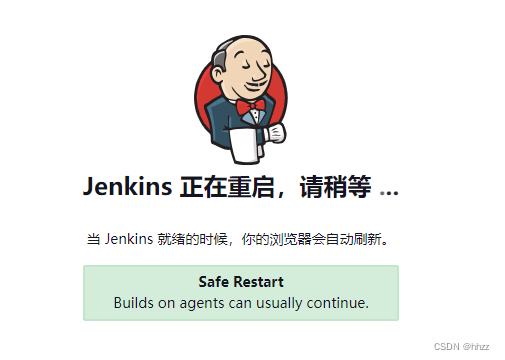 Jenkins 正在重启，请稍等 ...
当 Jenkins 就绪的时候，你的浏览器会自动刷新。
Safe Restart
Builds on agents can usually continue.
CSDN @hhzz